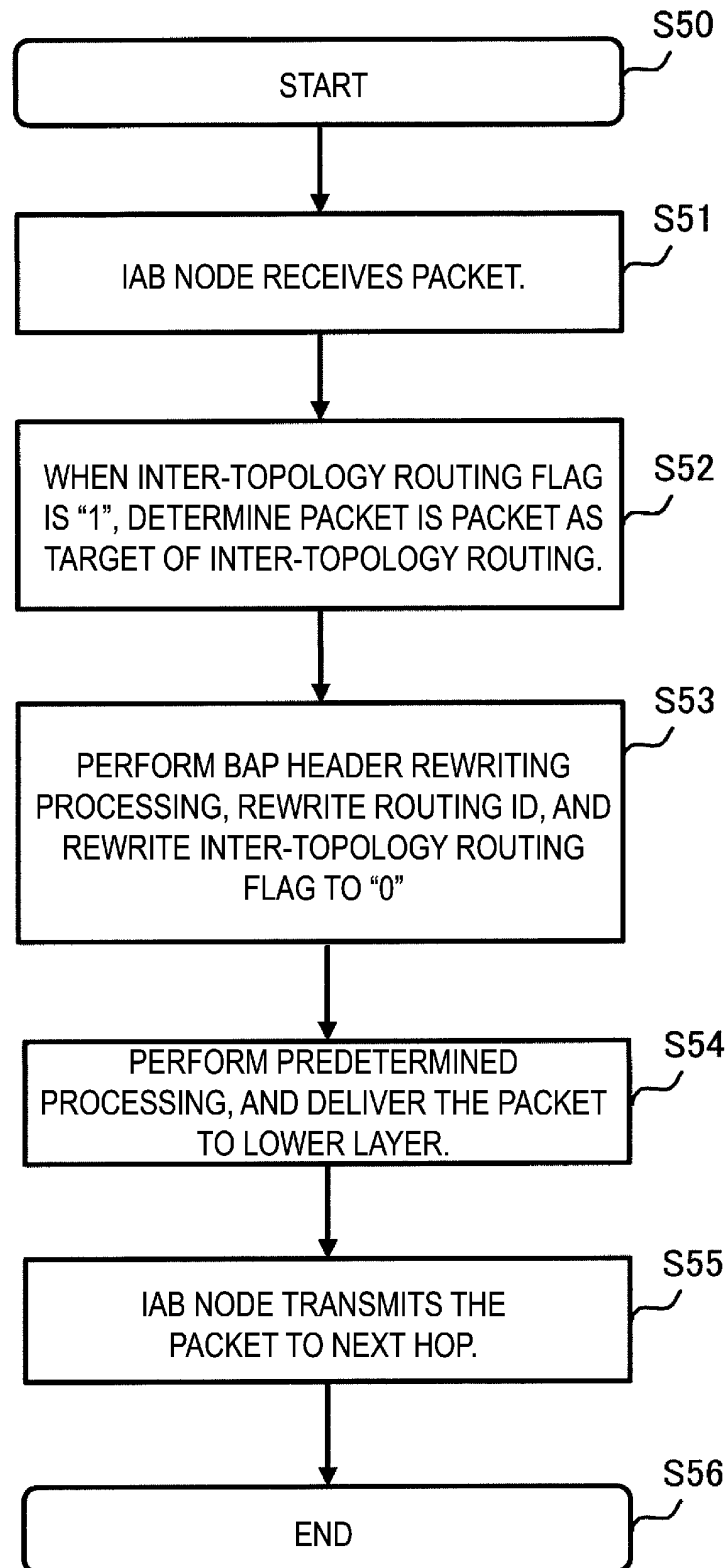 S50
START
S51
IAB NODE RECEIVES PACKET.
S52
WHEN INTER-TOPOLOGY ROUTING FLAG
IS “1”, DETERMINE PACKET IS PACKET AS
TARGET OF INTER-TOPOLOGY ROUTING.
S53
PERFORM BAP HEADER REWRITING
PROCESSING, REWRITE ROUTING ID, AND
REWRITE INTER-TOPOLOGY ROUTING
FLAG TO “0”
S54
PERFORM PREDETERMINED
PROCESSING, AND DELIVER THE PACKET
TO LOWER LAYER.
S55
IAB NODE TRANSMITS THE
PACKET TO NEXT HOP.
S56
END